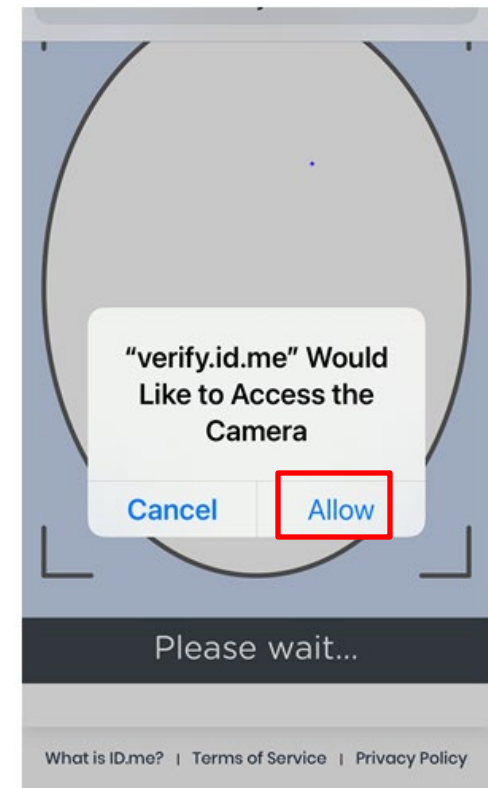 “verify.id.me” Would
Like to Access the
Camera
Cancel Allow
Please wait...
What is ID.me? | Terms of Service | Privacy Policy